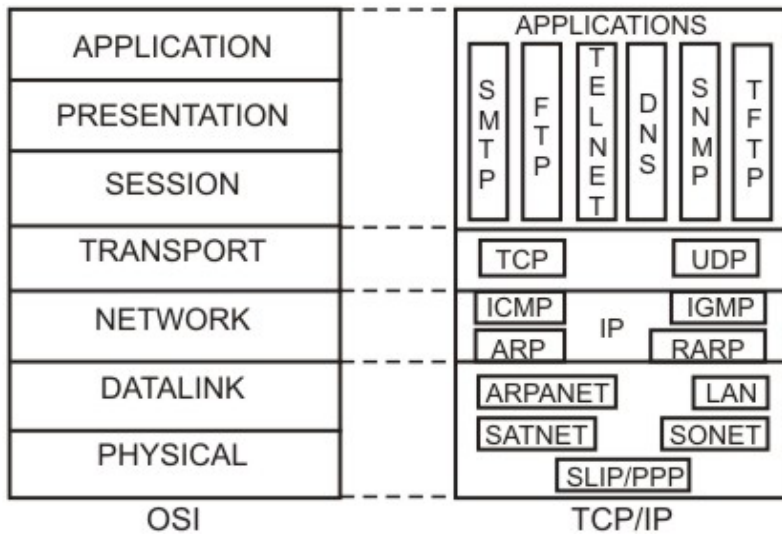 APPLICATION
PRESENTATION
SESSION
TRANSPORT
NETWORK
DATALINK
PHYSICAL
OSI
APPLICATIONS
SMTP
FTP
TELNET
DNS
SNMP
TFTP
TCP UDP
ICMP IGMP
IP
ARP RARP
ARPANET LAN
SATNET SONET
SLIP/PPP
TCP/IP